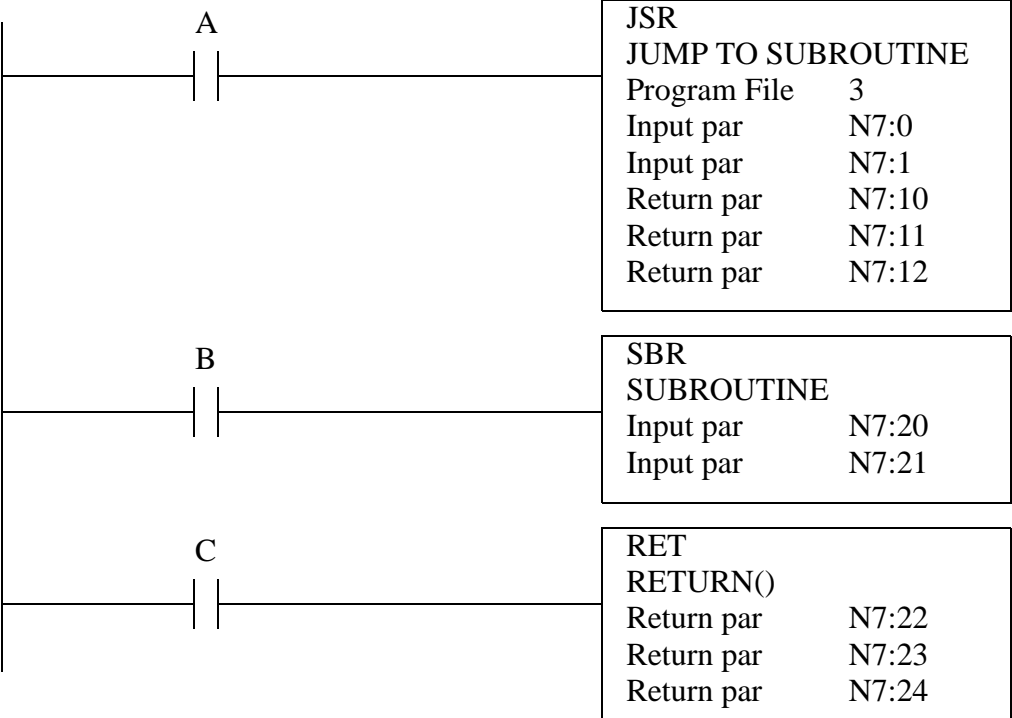 A
JSR
JUMP TO SUBROUTINE
Program File 3
Input par N7:0
Input par N7:1
Return par N7:10
Return par N7:11
Return par N7:12
B
SBR
SUBROUTINE
Input par N7:20
Input par N7:21
C
RET
RETURN()
Return par N7:22
Return par N7:23
Return par N7:24